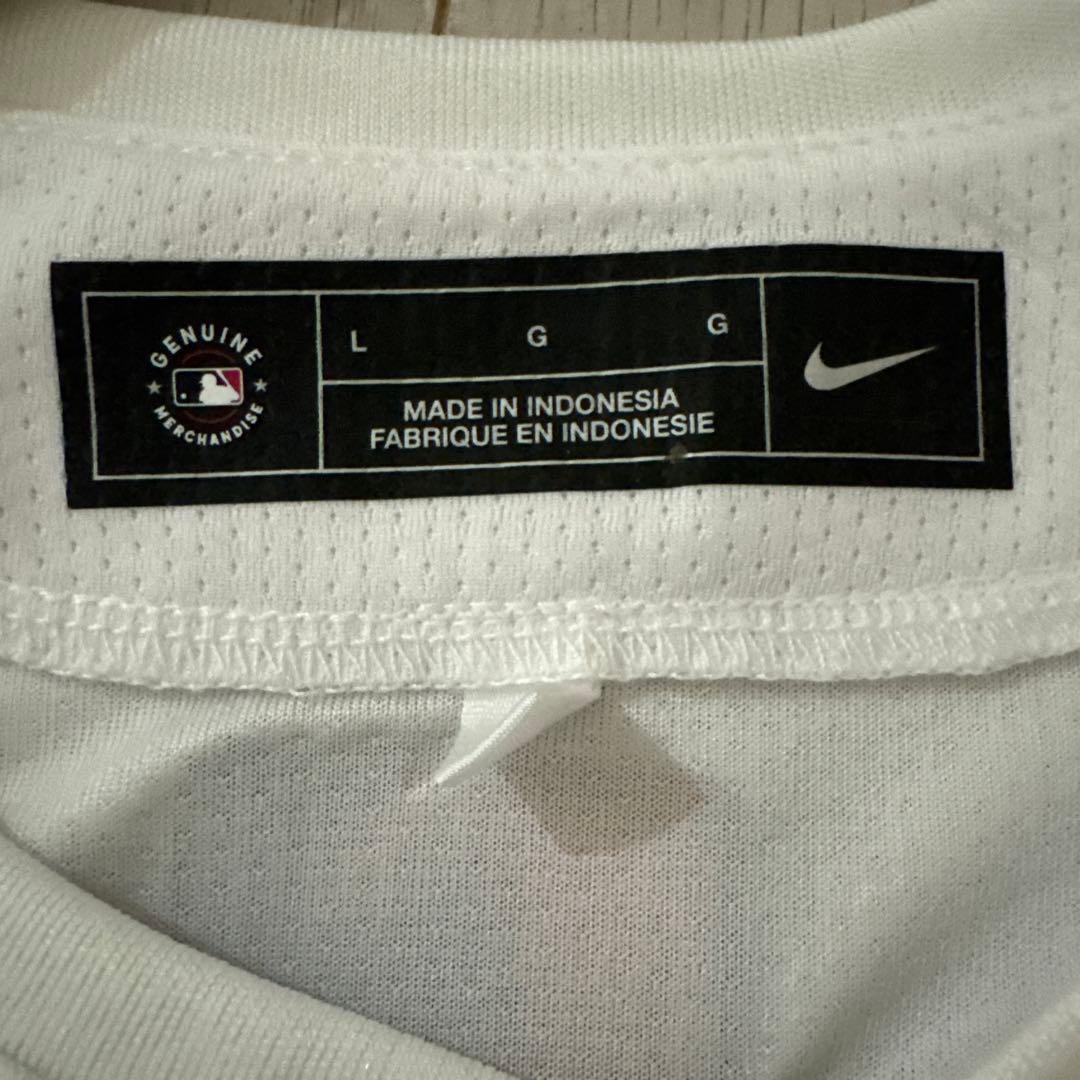 GENUINE
MERCHANDISE
L G G
MADE IN INDONESIA
FABRIQUE EN INDONESIE